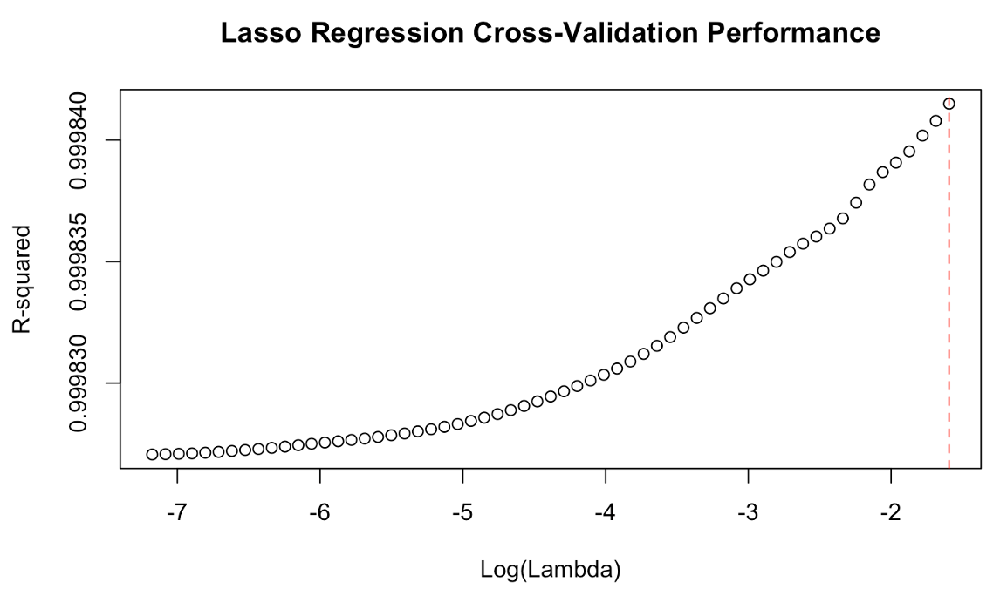 Lasso Regression Cross-Validation Performance
R-squared
0.999840
0.999835
0.999830
-7 -6 -5 -4 -3 -2
Log(Lambda)